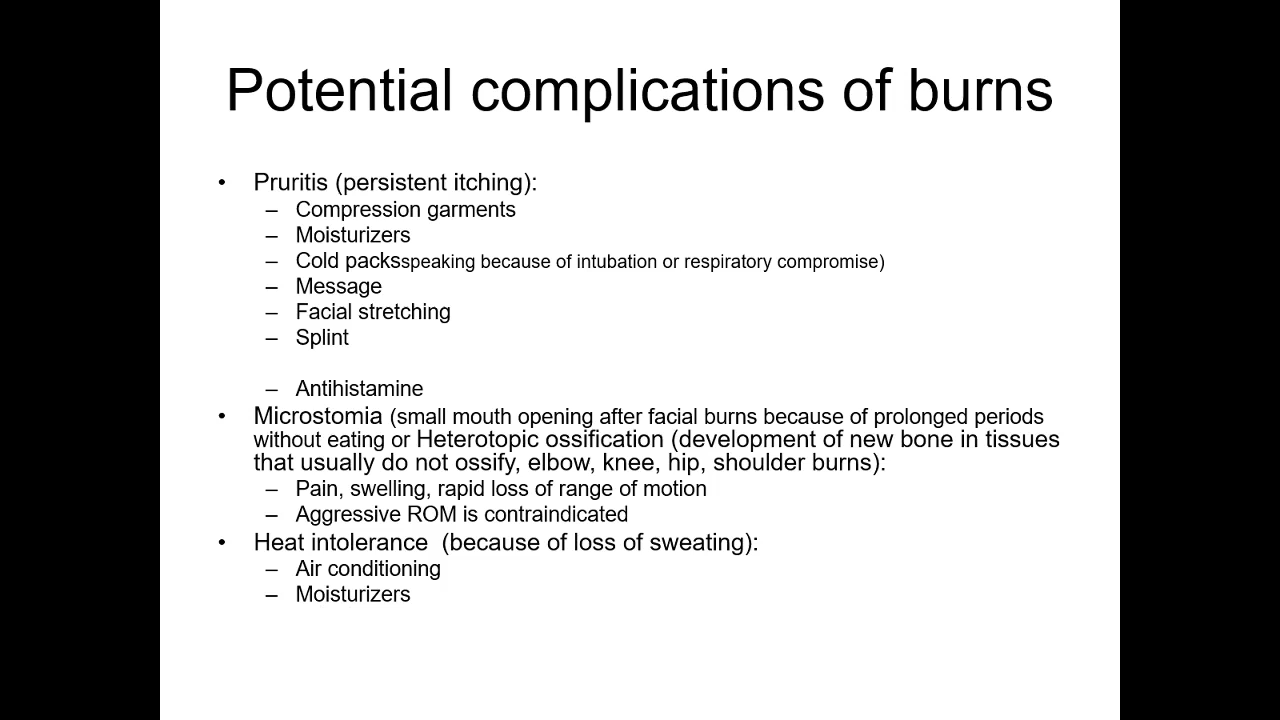 Potential complications of burns
• Pruritis (persistent itching):
– Compression garments
– Moisturizers
– Cold packsspeaking because of intubation or respiratory compromise)
– Message
– Facial stretching
– Splint
– Antihistamine
• Microstomia (small mouth opening after facial burns because of prolonged periods
without eating or Heterotopic ossification (development of new bone in tissues
that usually do not ossify, elbow, knee, hip, shoulder burns):
– Pain, swelling, rapid loss of range of motion
– Aggressive ROM is contraindicated
• Heat intolerance  (because of loss of sweating):
– Air conditioning
– Moisturizers